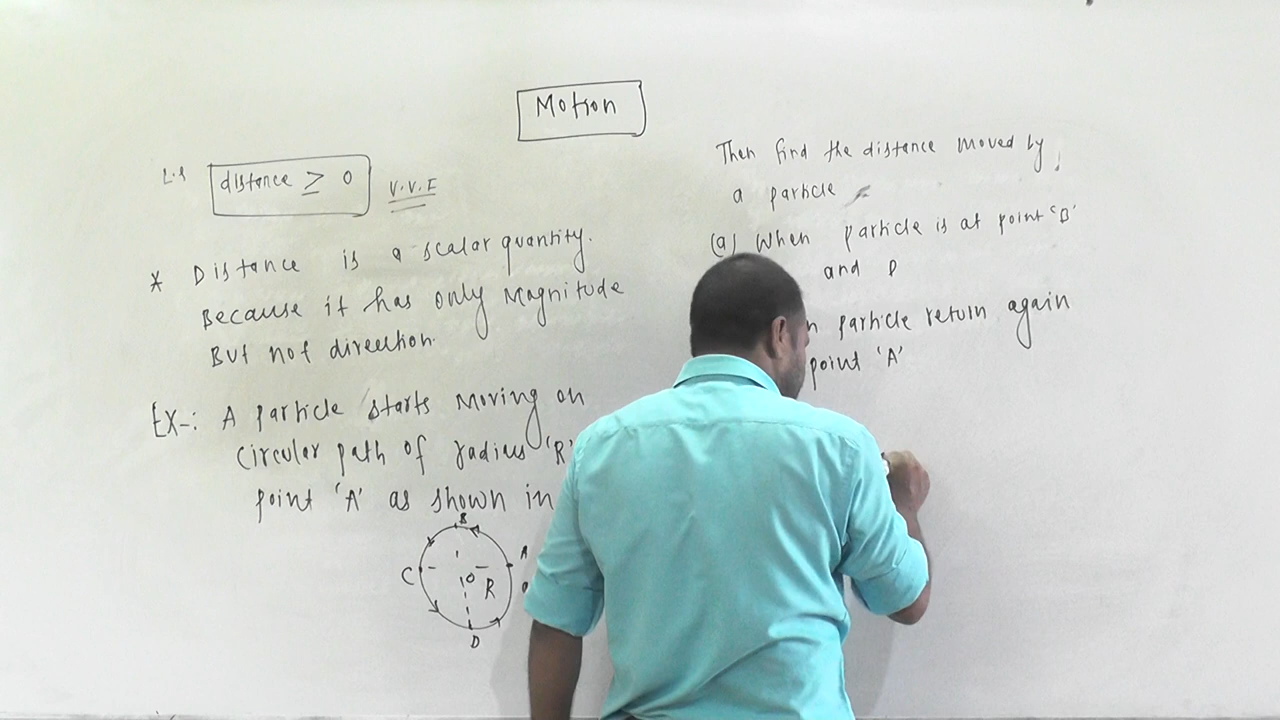 Motion
distance ≥ 0 V.V.I
* Distance is a scalar quantity.
Because it has only Magnitude
But not direction.
Ex-: A particle starts moving on
circular path of radius 'R'
point 'A' as shown in
B
A
C
O
R
D
Then find the distance moved by
a particle
(a) When particle is at point 'B'
and D
n particle return again
point 'A'